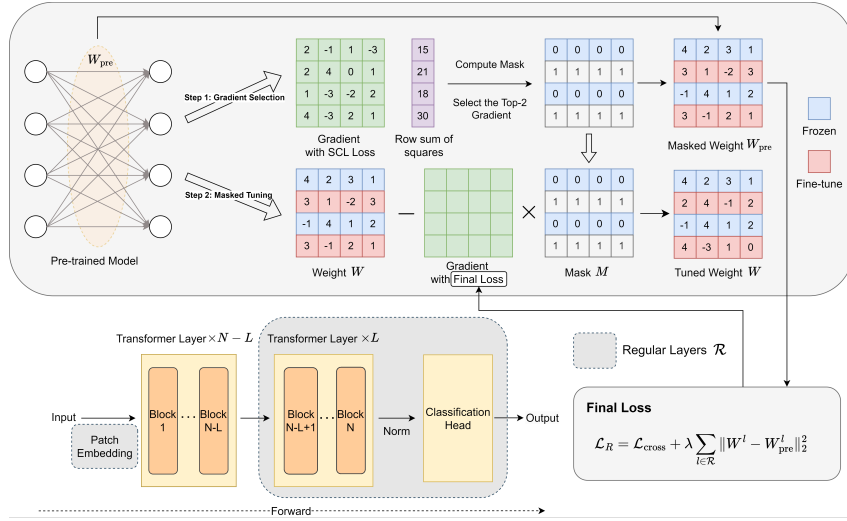 W_pre
Pre-trained Model
Step 1: Gradient Selection
Step 2: Masked Tuning
2 -1 1 -3
2 4 0 1
1 -3 -2 2
4 -3 2 1
Gradient
with SCL Loss
15
21
18
30
Row sum of
squares
Compute Mask
Select the Top-2
Gradient
0 0 0 0
1 1 1 1
0 0 0 0
1 1 1 1
4 2 3 1
3 1 -2 3
-1 4 1 2
3 -1 2 1
Masked Weight W_pre
Frozen
Fine-tune
4 2 3 1
3 1 -2 3
-1 4 1 2
3 -1 2 1
Weight W
−
Gradient
with Final Loss
×
0 0 0 0
1 1 1 1
0 0 0 0
1 1 1 1
Mask M
4 2 3 1
2 4 -1 2
-1 4 1 2
4 -3 1 0
Tuned Weight W
Transformer Layer ×N − L
Transformer Layer ×L
Input
Patch
Embedding
Block
1
...
Block
N-L
Block
N-L+1
...
Block
N
Norm
Classification
Head
Output
Forward
Regular Layers R
Final Loss
L_R = L_cross + λ ∑_{l∈R} ‖W^l − W^l_pre‖²₂